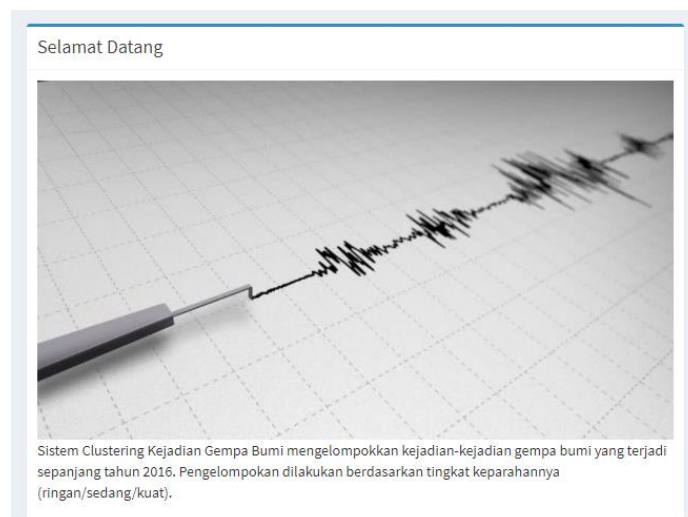 Selamat Datang
Sistem Clustering Kejadian Gempa Bumi mengelompokkan kejadian-kejadian gempa bumi yang terjadi
sepanjang tahun 2016. Pengelompokan dilakukan berdasarkan tingkat keparahannya
(ringan/sedang/kuat).